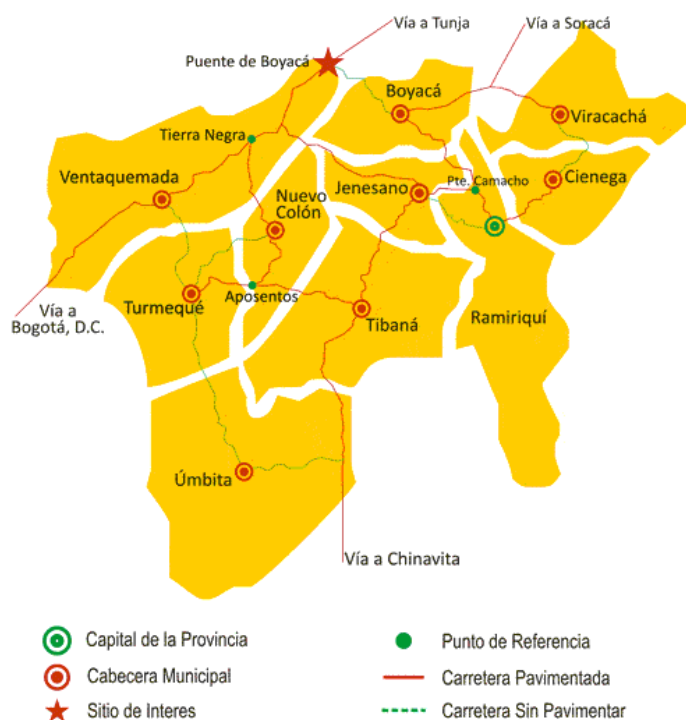 Vía a Tunja
Vía a Soracá
Puente de Boyacá
Boyacá
Viracachá
Tierra Negra
Ventaquemada
Nuevo
Colón
Jenesano
Pte. Camacho
Cienega
Vía a
Bogotá, D.C.
Turmequé
Aposentos
Tibaná
Ramiriquí
Úmbita
Vía a Chinavita
Capital de la Provincia
Punto de Referencia
Cabecera Municipal
Carretera Pavimentada
Sitio de Interes
Carretera Sin Pavimentar